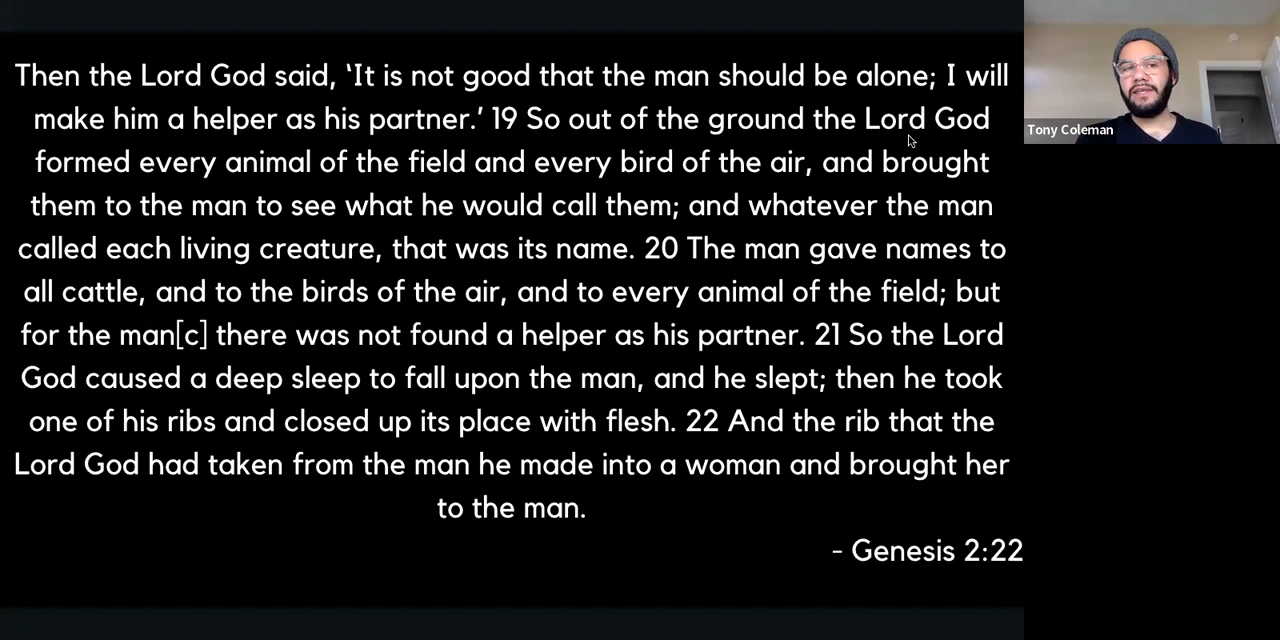 Then the Lord God said, ‘It is not good that the man should be alone; I will
make him a helper as his partner.’ 19 So out of the ground the Lord God
formed every animal of the field and every bird of the air, and brought
them to the man to see what he would call them; and whatever the man
called each living creature, that was its name. 20 The man gave names to
all cattle, and to the birds of the air, and to every animal of the field; but
for the man[c] there was not found a helper as his partner. 21 So the Lord
God caused a deep sleep to fall upon the man, and he slept; then he took
one of his ribs and closed up its place with flesh. 22 And the rib that the
Lord God had taken from the man he made into a woman and brought her
to the man.
- Genesis 2:22
Tony Coleman